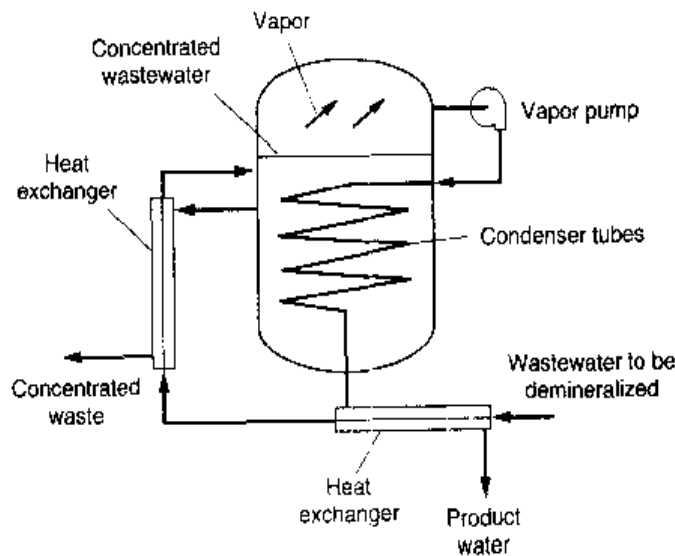 Vapor
Concentrated
wastewater
Vapor pump
Heat
exchanger
Condenser tubes
Wastewater to be
demineralized
Concentrated
waste
Heat
exchanger
Product
water